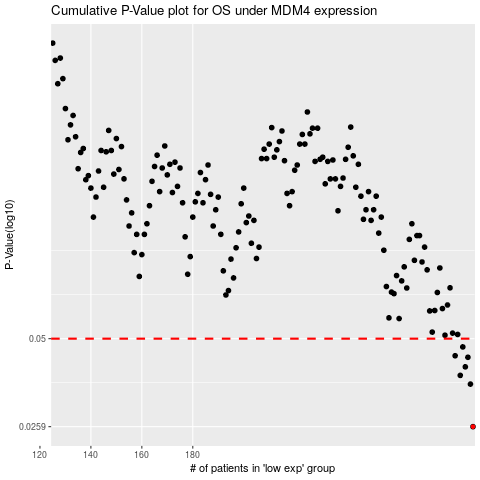 Cumulative P-Value plot for OS under MDM4 expression
P-Value(log10)
0.05
0.0259
120 140 160 180
# of patients in 'low exp' group